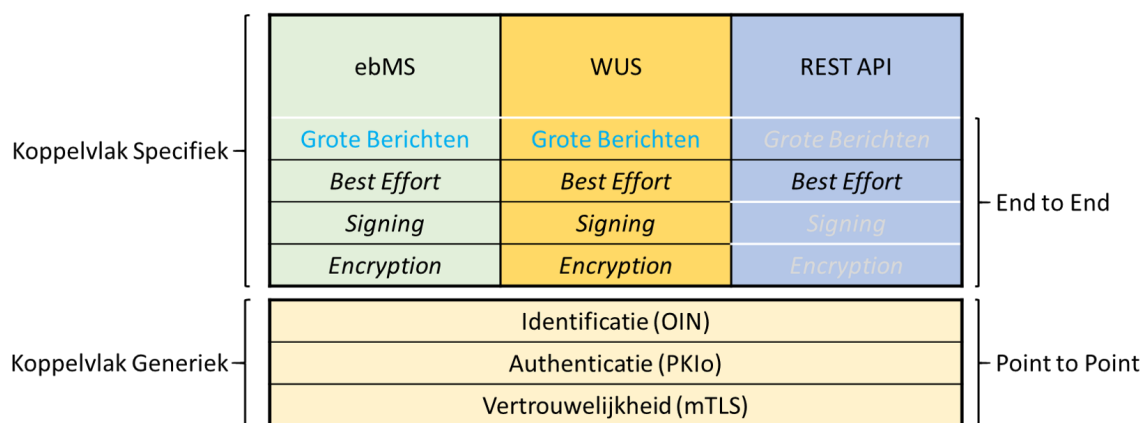 ebMS WUS REST API
Koppelvlak Specifiek
Grote Berichten Grote Berichten Grote Berichten
Best Effort Best Effort Best Effort
End to End
Signing Signing Signing
Encryption Encryption Encryption
Identificatie (OIN)
Koppelvlak Generiek
Authenticatie (PKIo)
Point to Point
Vertrouwelijkheid (mTLS)